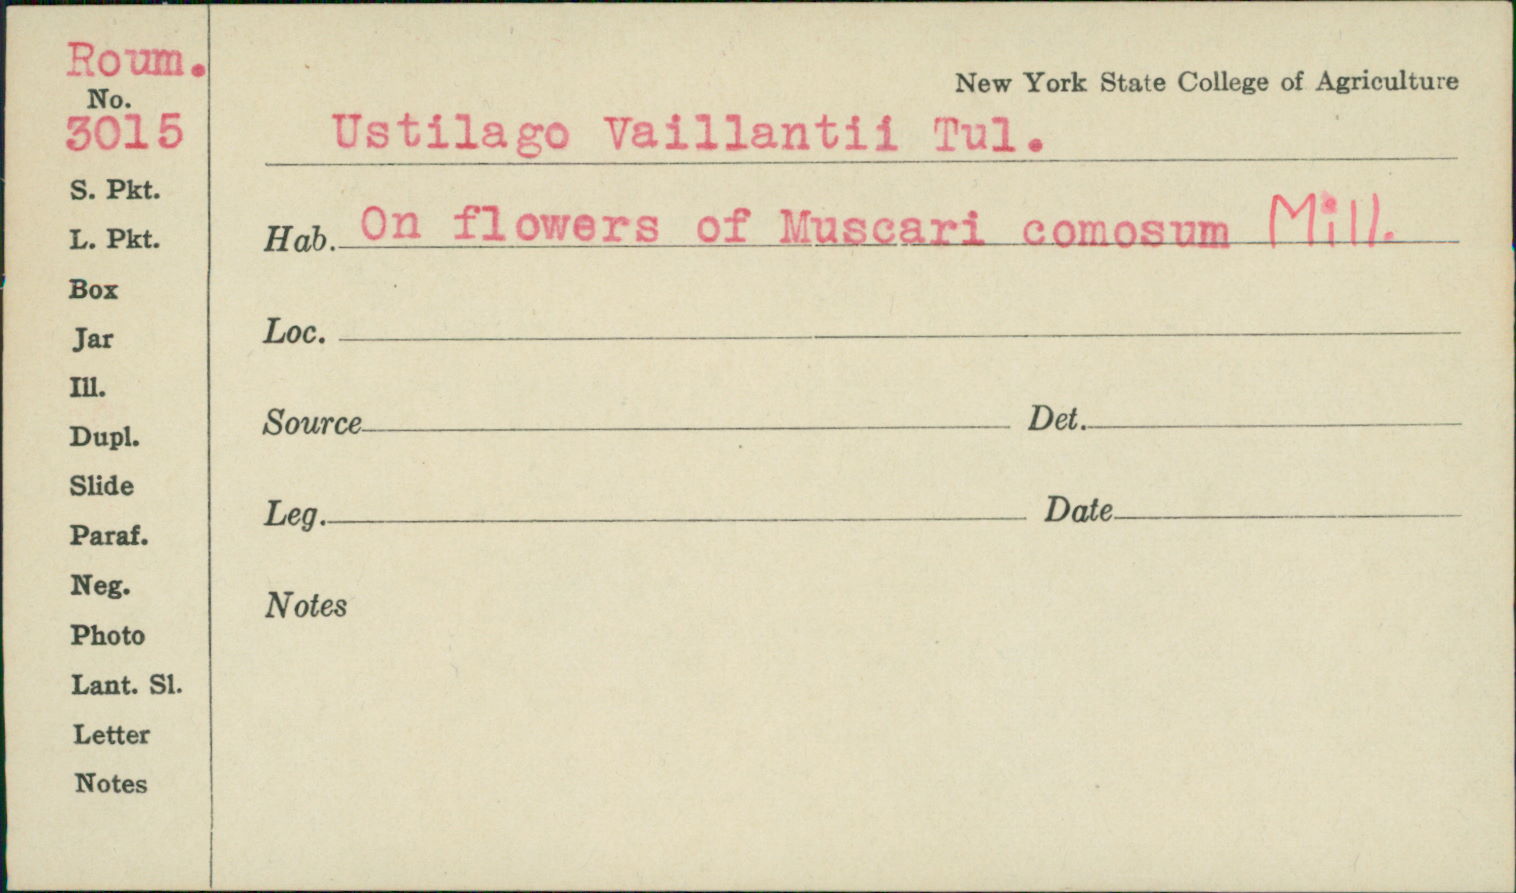 Roum.
No.
3015
S. Pkt.
L. Pkt.
Box
Jar
Ill.
Dupl.
Slide
Paraf.
Neg.
Photo
Lant. Sl.
Letter
Notes
New York State College of Agriculture
Ustilago Vaillantii Tul.
Hab. On flowers of Muscari comosum Mill.
Loc.
Source Det.
Leg. Date
Notes